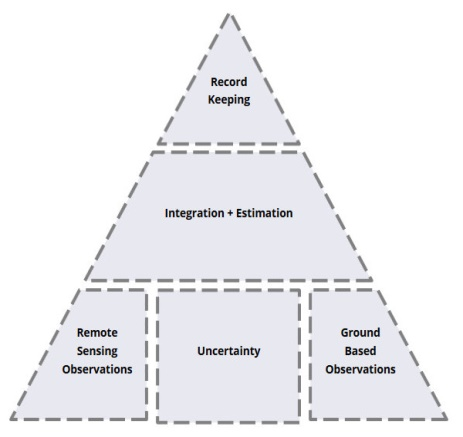 Record
Keeping
Integration + Estimation
Remote
Sensing
Observations
Uncertainty
Ground
Based
Observations